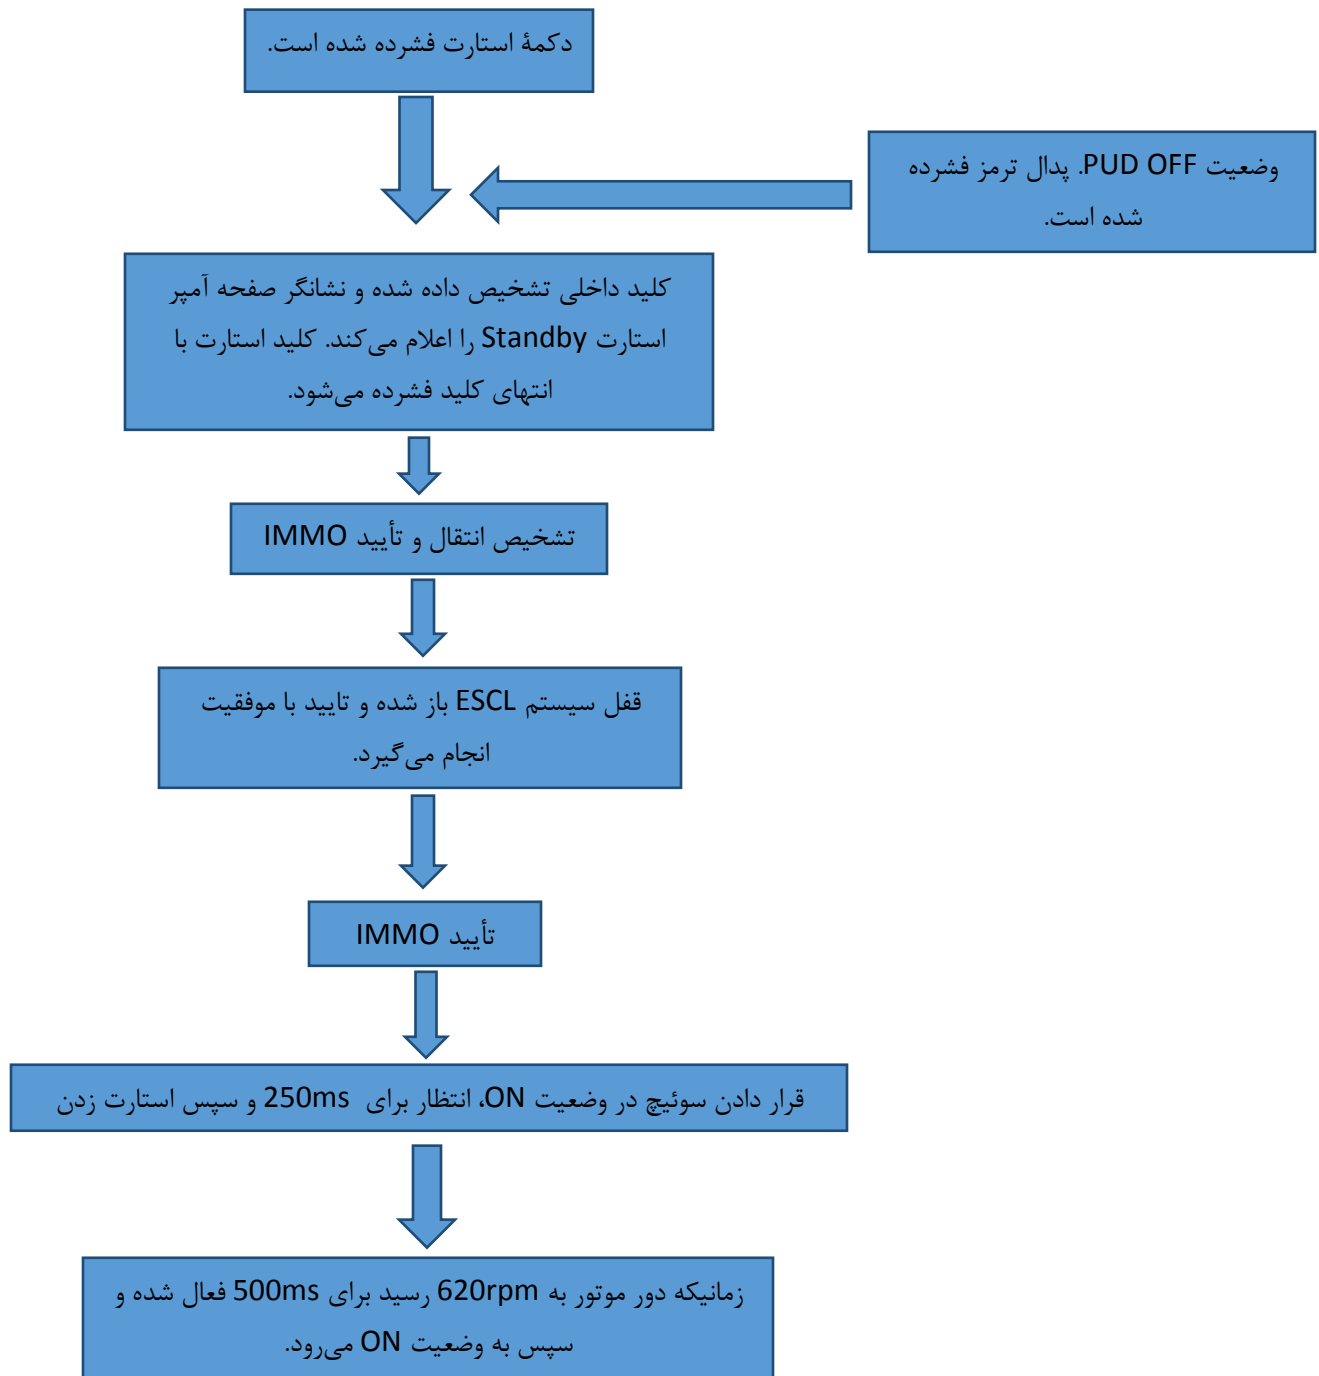 دکمهٔ استارت فشرده شده است.
وضعیت PUD OFF. پدال ترمز فشرده
شده است.
کلید داخلی تشخیص داده شده و نشانگر صفحه آمپر
استارت Standby را اعلام می‌کند. کلید استارت با
انتهای کلید فشرده می‌شود.
تشخیص انتقال و تأیید IMMO
قفل سیستم ESCL باز شده و تایید با موفقیت
انجام می‌گیرد.
تأیید IMMO
قرار دادن سوئیچ در وضعیت ON، انتظار برای 250ms و سپس استارت زدن
زمانیکه دور موتور به 620rpm رسید برای 500ms فعال شده و
سپس به وضعیت ON می‌رود.